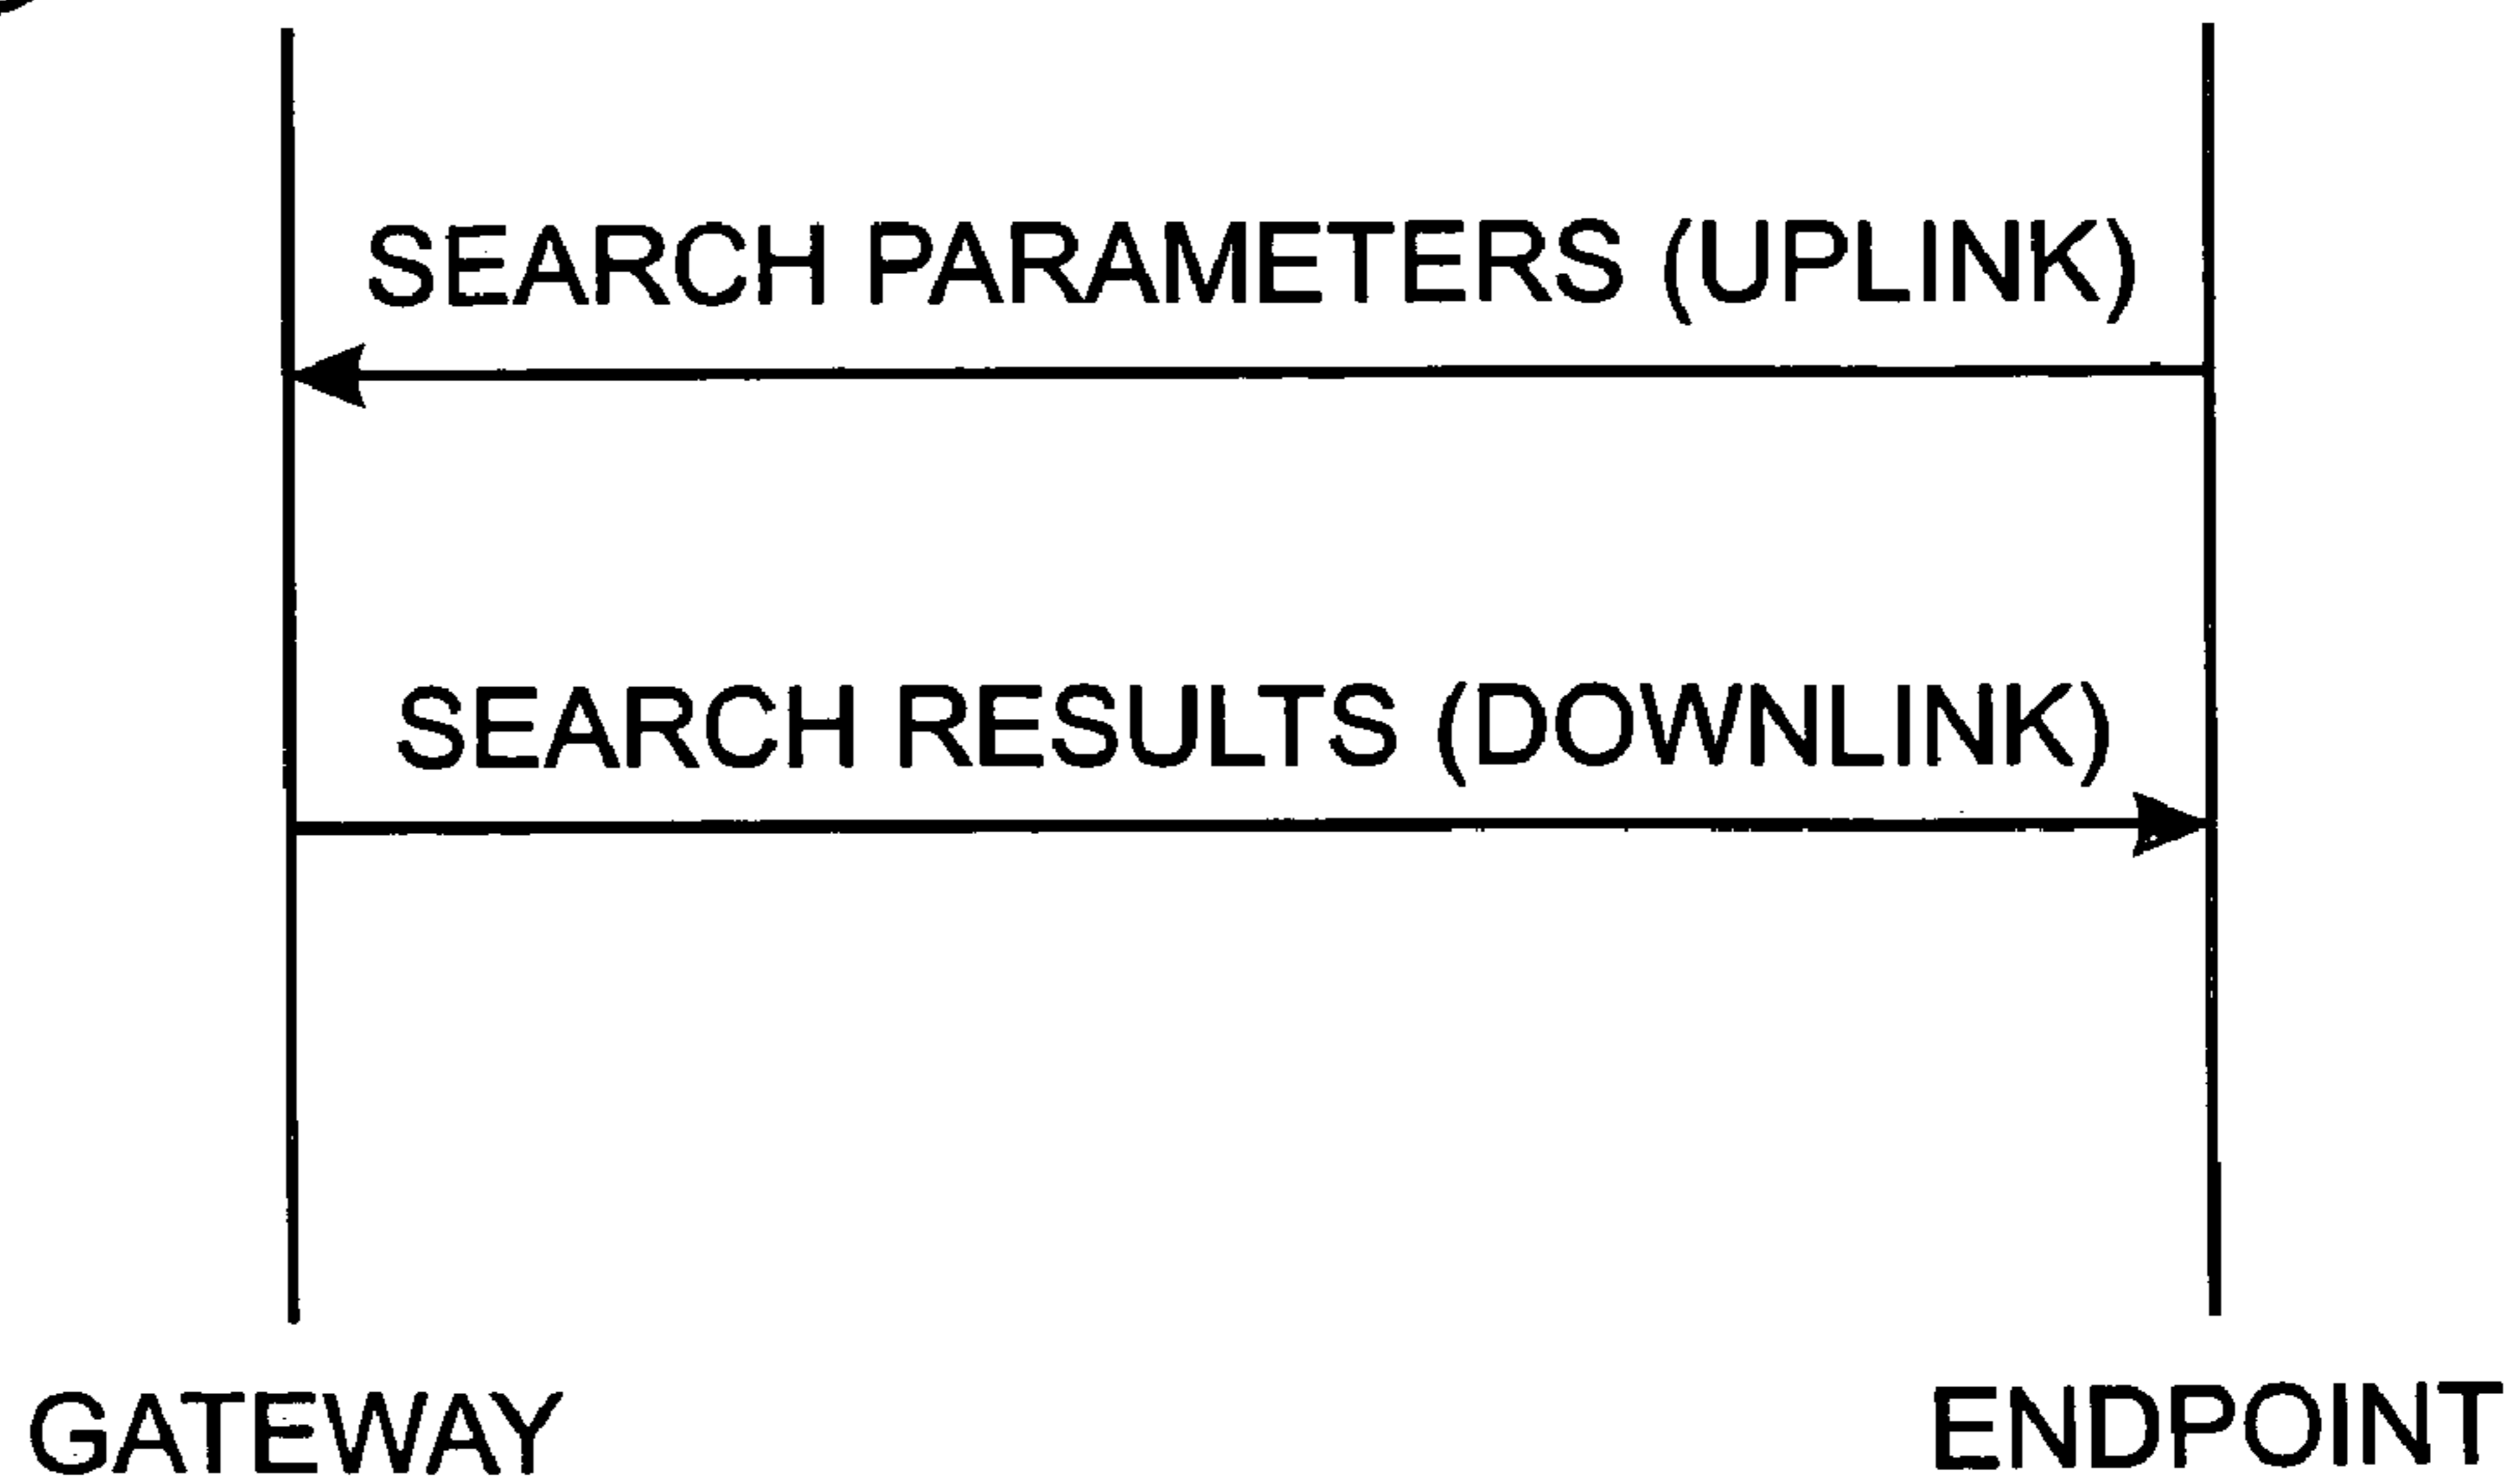 SEARCH PARAMETERS (UPLINK)
SEARCH RESULTS (DOWNLINK)
GATEWAY
ENDPOINT